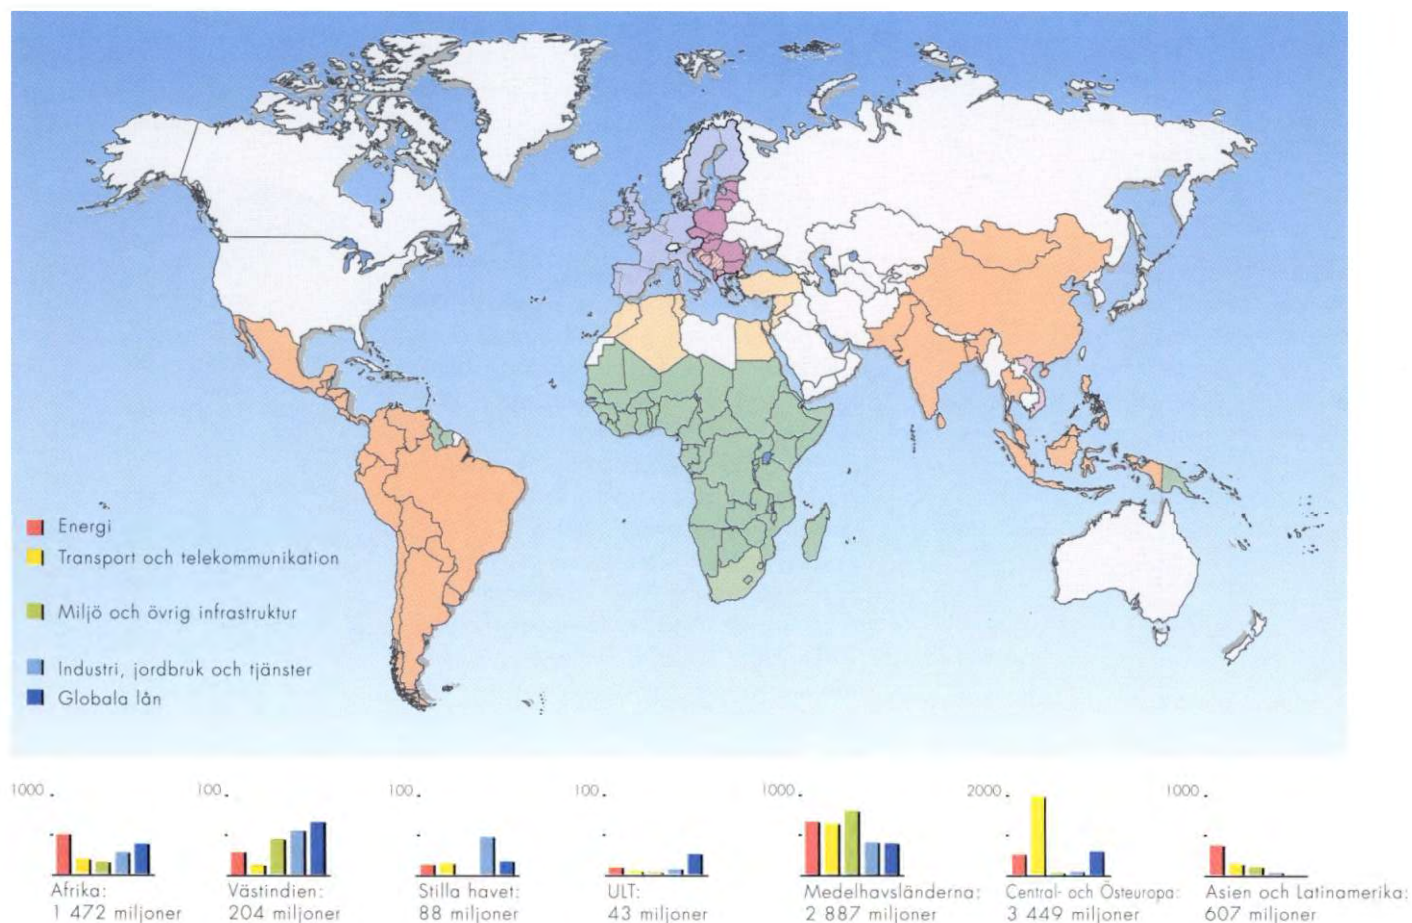 Energi
Transport och telekommunikation
Miljö och övrig infrastruktur
Industri, jordbruk och tjänster
Globala lån
1000
100
100
100
1000
2000
1000
Afrika:
1 472 miljoner
Västindien:
204 miljoner
Stilla havet:
88 miljoner
ULT:
43 miljoner
Medelhavsländerna:
2 887 miljoner
Central- och Östeuropa:
3 449 miljoner
Asien och Latinamerika:
607 miljoner